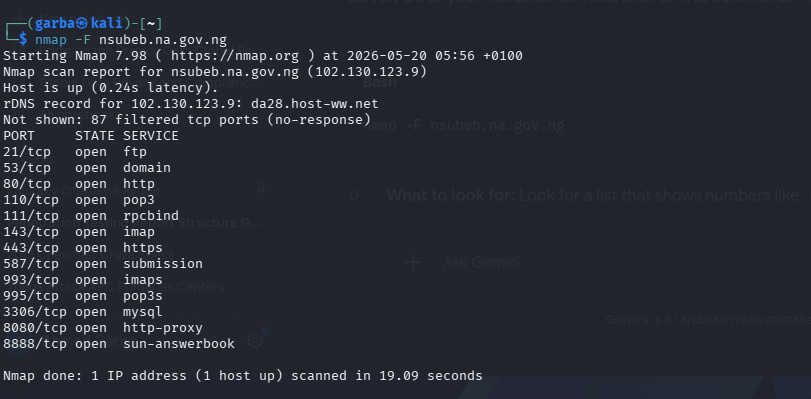 ┌──(garba㉿kali)-[~]
└─$ nmap -F nsubeb.na.gov.ng
Starting Nmap 7.98 ( https://nmap.org ) at 2026-05-20 05:56 +0100
Nmap scan report for nsubeb.na.gov.ng (102.130.123.9)
Host is up (0.24s latency).
rDNS record for 102.130.123.9: da28.host-ww.net
Not shown: 87 filtered tcp ports (no-response)
PORT     STATE SERVICE
21/tcp   open  ftp
53/tcp   open  domain
80/tcp   open  http
110/tcp  open  pop3
111/tcp  open  rpcbind
143/tcp  open  imap
443/tcp  open  https
587/tcp  open  submission
993/tcp  open  imaps
995/tcp  open  pop3s
3306/tcp open  mysql
8080/tcp open  http-proxy
8888/tcp open  sun-answerbook
Nmap done: 1 IP address (1 host up) scanned in 19.09 seconds
Bash
nmap -F nsubeb.na.gov.ng
What to look for: Look for a list that shows numbers like
Structure G...
Centers
Ask Gemini
Gemini is AI and can make mistake